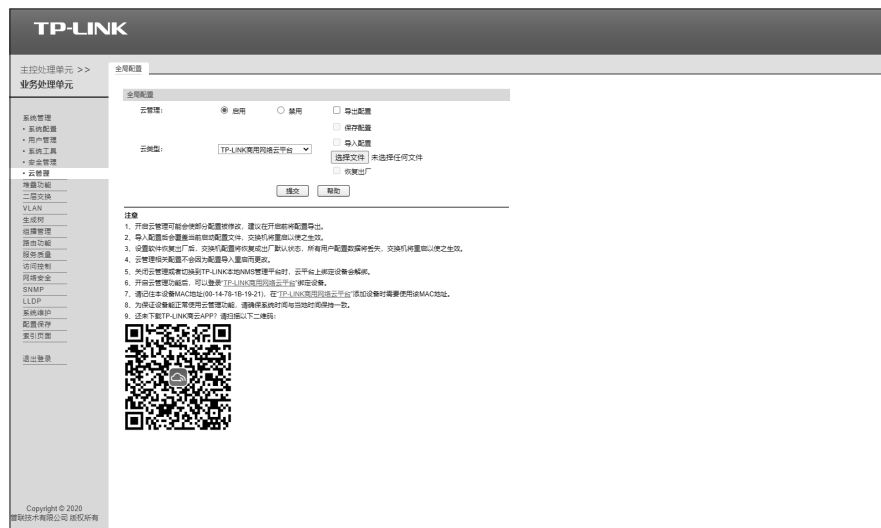 TP-LINK
主控处理单元 >>
业务处理单元
系统管理
• 系统配置
• 用户管理
• 系统工具
• 安全管理
• 云管理
堆叠功能
二层交换
VLAN
生成树
组播管理
路由功能
服务质量
访问控制
网络安全
SNMP
LLDP
系统维护
配置保存
索引页面
退出登录
Copyright © 2020
普联技术有限公司 版权所有
全局配置
全局配置
云管理: 启用 禁用 导出配置
保存配置
导入配置
云类型: TP-LINK商用网络云平台 选择文件 未选择任何文件
恢复出厂
提交 帮助
注意
1、开启云管理可能会使部分配置被修改，建议在开启前将配置导出。
2、导入配置后会覆盖当前启动配置文件，交换机将重启以使之生效。
3、设置软件恢复出厂后，交换机配置将恢复成出厂默认状态，所有用户配置数据将丢失，交换机将重启以使之生效。
4、云管理相关配置不会因为配置导入重启而更改。
5、关闭云管理或者切换到TP-LINK本地NMS管理平台时，云平台上绑定设备会解绑。
6、开启云管理功能后，可以登录"TP-LINK商用网络云平台"绑定设备。
7、请记住本设备MAC地址(00-14-78-1B-19-21)，在"TP-LINK商用网络云平台"添加设备时需要使用该MAC地址。
8、为保证设备能正常使用云管理功能，请确保系统时间与当地时间保持一致。
9、还未下载TP-LINK商云APP？请扫描以下二维码：